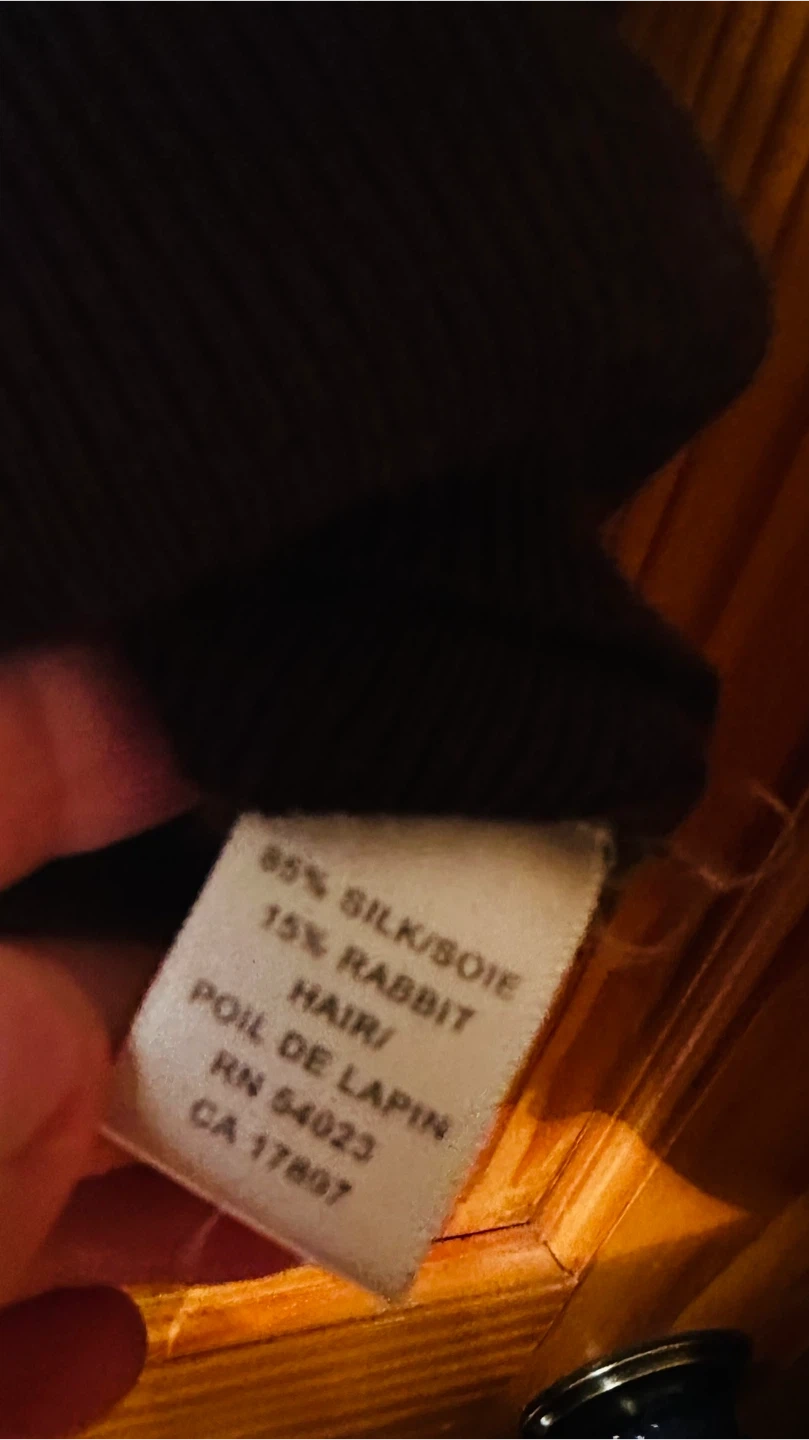 85% SILK/SOIE
15% RABBIT
HAIR/
POIL DE LAPIN
RN 54023
CA 17897